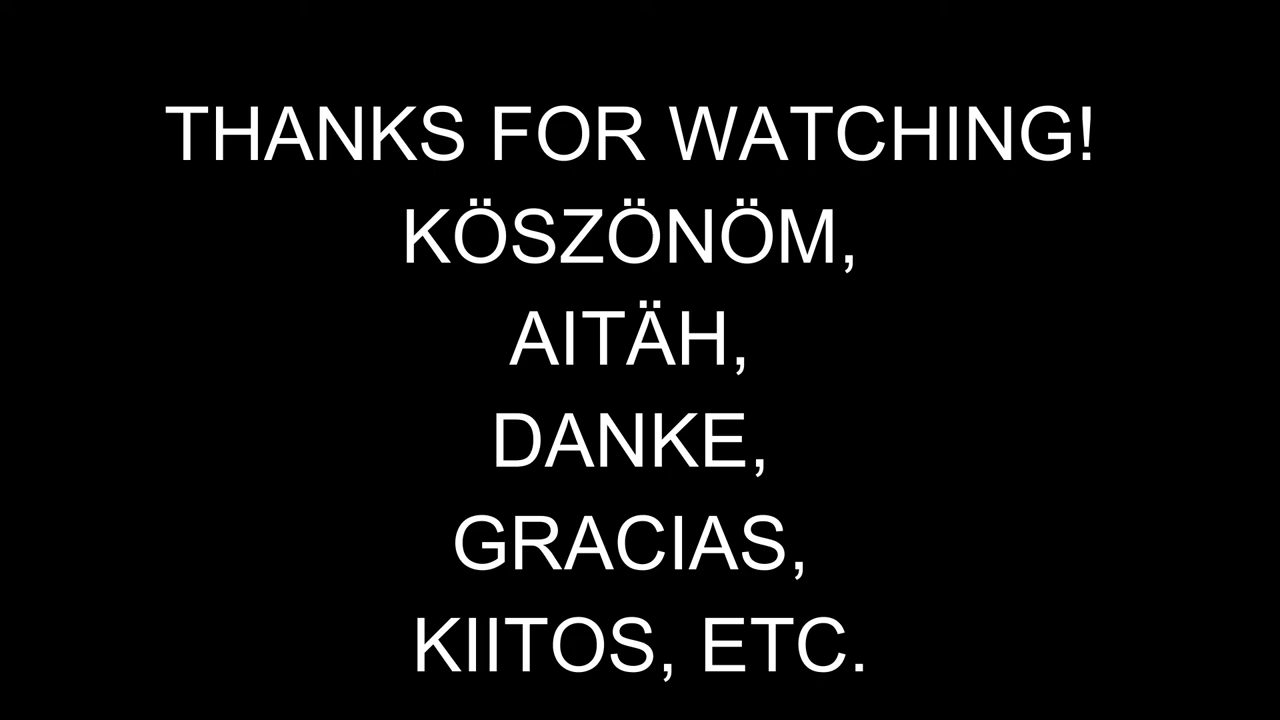 THANKS FOR WATCHING!
KÖSZÖNÖM,
AITÄH,
DANKE,
GRACIAS,
KIITOS, ETC.